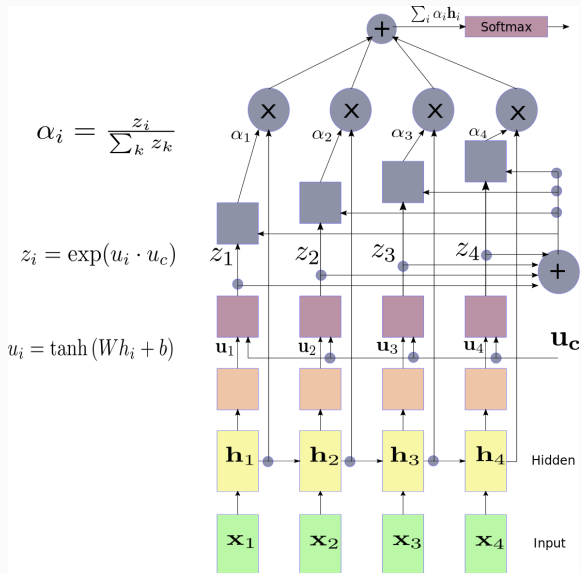 ∑ᵢ αᵢ𝐡ᵢ
Softmax
+
× × × ×
αᵢ = zᵢ / ∑ₖ zₖ
α₁ α₂ α₃ α₄
zᵢ = exp(uᵢ · u_c)
z₁ z₂ z₃ z₄
+
uᵢ = tanh (Whᵢ + b)
𝐮₁ 𝐮₂ 𝐮₃ 𝐮₄
𝐮_𝐜
𝐡₁ 𝐡₂ 𝐡₃ 𝐡₄ Hidden
𝐱₁ 𝐱₂ 𝐱₃ 𝐱₄ Input